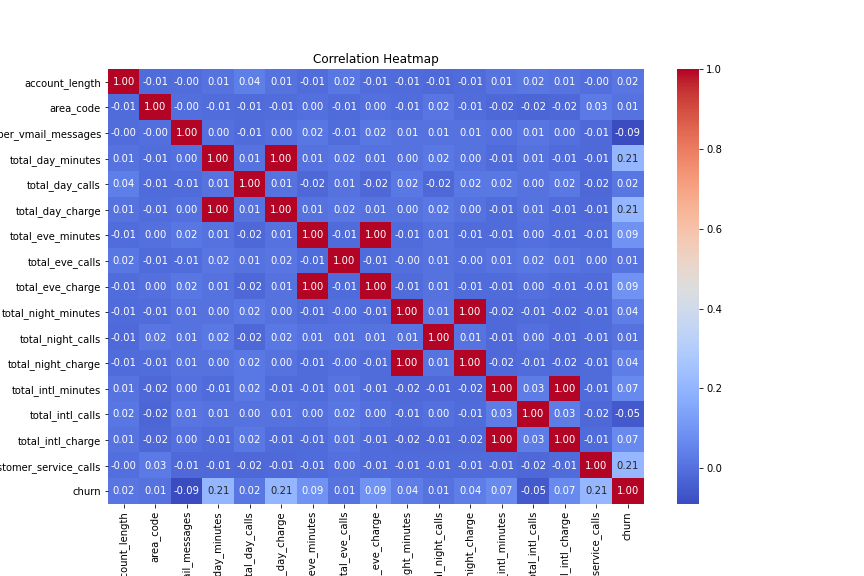 Correlation Heatmap
account_length 1.00 -0.01 -0.00 0.01 0.04 0.01 -0.01 0.02 -0.01 -0.01 -0.01 -0.01 0.01 0.02 0.01 -0.00 0.02
area_code -0.01 1.00 -0.00 -0.01 -0.01 -0.01 0.00 -0.01 0.00 -0.01 0.02 -0.01 -0.02 -0.02 -0.02 0.03 0.01
ber_vmail_messages -0.00 -0.00 1.00 0.00 -0.01 0.00 0.02 -0.01 0.02 0.01 0.01 0.01 0.00 0.01 0.00 -0.01 -0.09
total_day_minutes 0.01 -0.01 0.00 1.00 0.01 1.00 0.01 0.02 0.01 0.00 0.02 0.00 -0.01 0.01 -0.01 -0.01 0.21
total_day_calls 0.04 -0.01 -0.01 0.01 1.00 0.01 -0.02 0.01 -0.02 0.02 -0.02 0.02 0.02 0.00 0.02 -0.02 0.02
total_day_charge 0.01 -0.01 0.00 1.00 0.01 1.00 0.01 0.02 0.01 0.00 0.02 0.00 -0.01 0.01 -0.01 -0.01 0.21
total_eve_minutes -0.01 0.00 0.02 0.01 -0.02 0.01 1.00 -0.01 1.00 -0.01 0.01 -0.01 -0.01 0.00 -0.01 -0.01 0.09
total_eve_calls 0.02 -0.01 -0.01 0.02 0.01 0.02 -0.01 1.00 -0.01 -0.00 0.01 -0.00 0.01 0.02 0.01 0.00 0.01
total_eve_charge -0.01 0.00 0.02 0.01 -0.02 0.01 1.00 -0.01 1.00 -0.01 0.01 -0.01 -0.01 0.00 -0.01 -0.01 0.09
total_night_minutes -0.01 -0.01 0.01 0.00 0.02 0.00 -0.01 -0.00 -0.01 1.00 0.01 1.00 -0.02 -0.01 -0.02 -0.01 0.04
total_night_calls -0.01 0.02 0.01 0.02 -0.02 0.02 0.01 0.01 0.01 0.01 1.00 0.01 -0.01 0.00 -0.01 -0.01 0.01
total_night_charge -0.01 -0.01 0.01 0.00 0.02 0.00 -0.01 -0.00 -0.01 1.00 0.01 1.00 -0.02 -0.01 -0.02 -0.01 0.04
total_intl_minutes 0.01 -0.02 0.00 -0.01 0.02 -0.01 -0.01 0.01 -0.01 -0.02 -0.01 -0.02 1.00 0.03 1.00 -0.01 0.07
total_intl_calls 0.02 -0.02 0.01 0.01 0.00 0.01 0.00 0.02 0.00 -0.01 0.00 -0.01 0.03 1.00 0.03 -0.02 -0.05
total_intl_charge 0.01 -0.02 0.00 -0.01 0.02 -0.01 -0.01 0.01 -0.01 -0.02 -0.01 -0.02 1.00 0.03 1.00 -0.01 0.07
stomer_service_calls -0.00 0.03 -0.01 -0.01 -0.02 -0.01 -0.01 0.00 -0.01 -0.01 -0.01 -0.01 -0.01 -0.02 -0.01 1.00 0.21
churn 0.02 0.01 -0.09 0.21 0.02 0.21 0.09 0.01 0.09 0.04 0.01 0.04 0.07 -0.05 0.07 0.21 1.00
count_length
area_code
ail_messages
day_minutes
tal_day_calls
_day_charge
eve_minutes
tal_eve_calls
_eve_charge
ght_minutes
l_night_calls
night_charge
_intl_minutes
otal_intl_calls
l_intl_charge
service_calls
churn
1.0
0.8
0.6
0.4
0.2
0.0